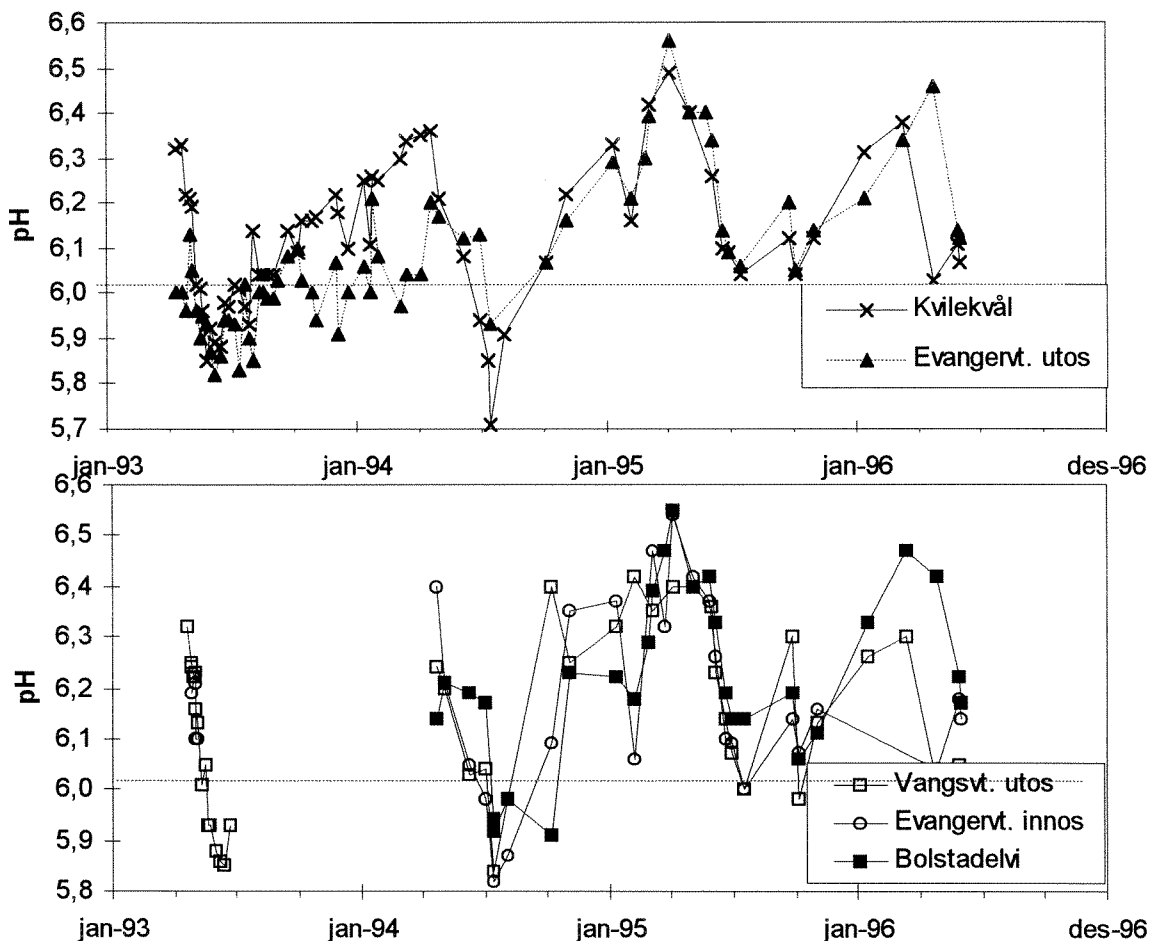 6,6
6,5
6,4
6,3
6,2
6,1
6,0
5,9
5,8
5,7
pH
Kvilekvål
Evangervt. utos
jan-93
jan-94
jan-95
jan-96
des-96
6,6
6,5
6,4
6,3
6,2
6,1
6,0
5,9
5,8
pH
Vangsvt. utos
Evangervt. innos
Bolstadelvi
jan-93
jan-94
jan-95
jan-96
des-96